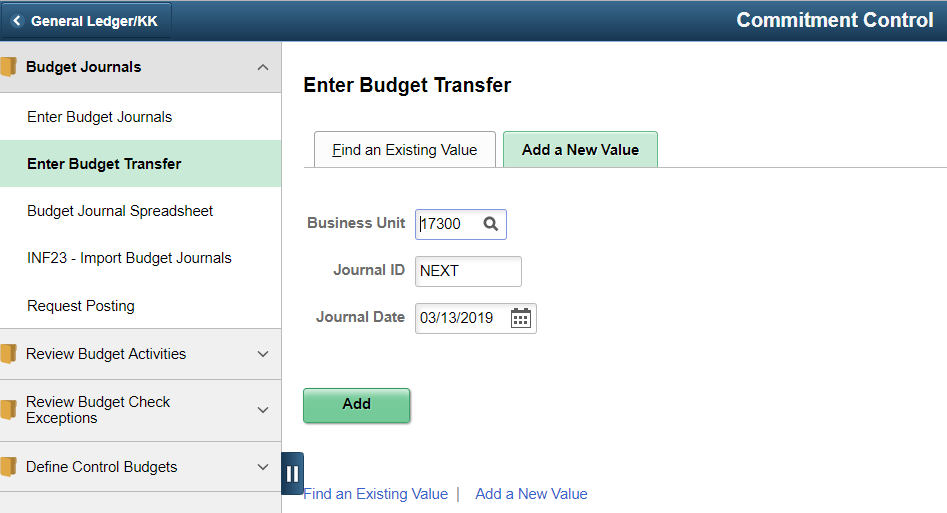 General Ledger/KK
Commitment Control
Budget Journals
Enter Budget Journals
Enter Budget Transfer
Budget Journal Spreadsheet
INF23 - Import Budget Journals
Request Posting
Review Budget Activities
Review Budget Check
Exceptions
Define Control Budgets
Enter Budget Transfer
Find an Existing Value
Add a New Value
Business Unit 17300
Journal ID NEXT
Journal Date 03/13/2019
Add
Find an Existing Value | Add a New Value